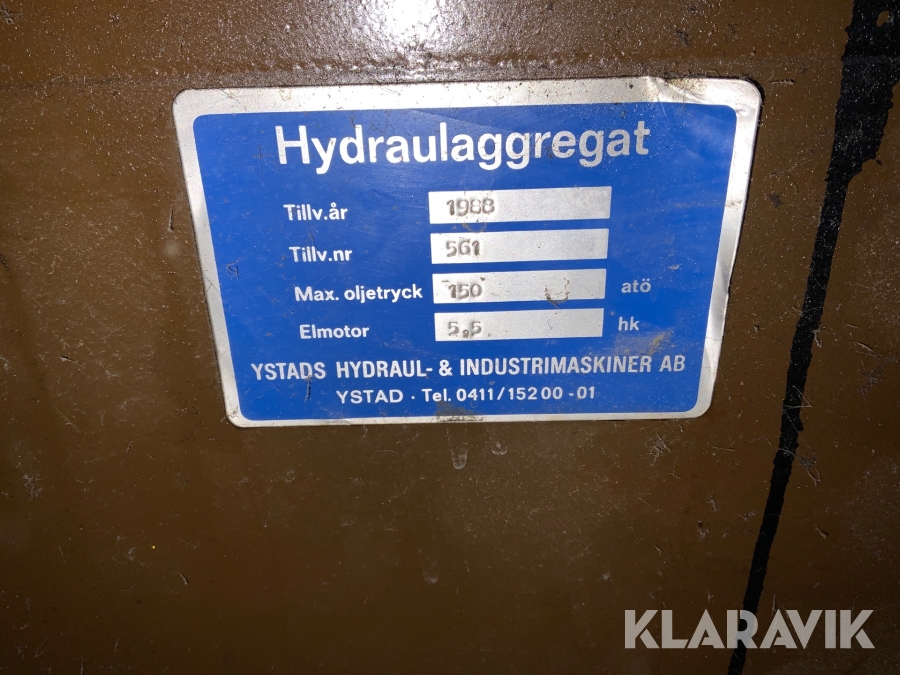 Hydraulaggregat
Tillv.år 1988
Tillv.nr 561
Max. oljetryck 150 atö
Elmotor 5,5 hk
YSTADS HYDRAUL- & INDUSTRIMASKINER AB
YSTAD · Tel. 0411/152 00 - 01
KLARAVIK